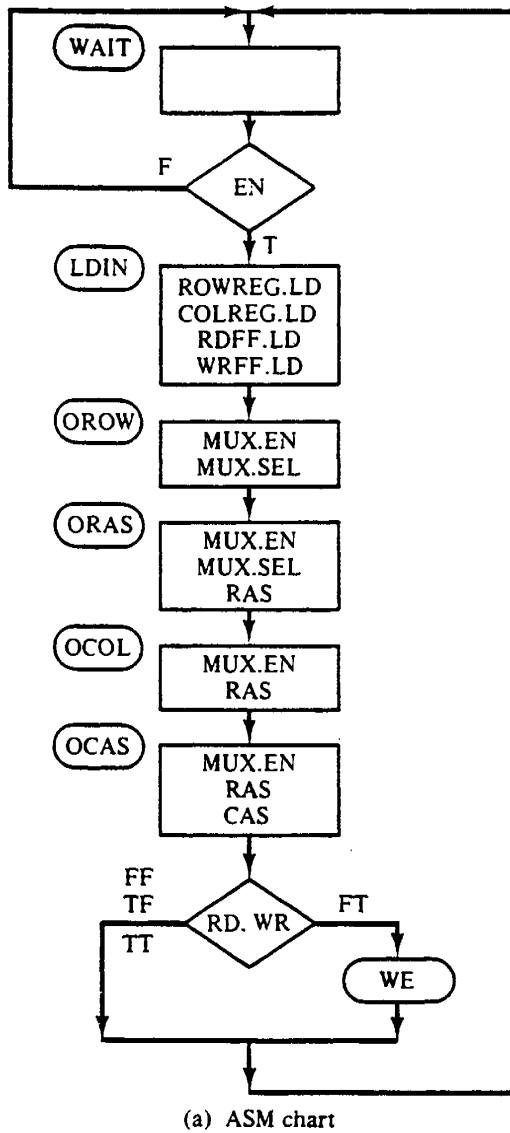 WAIT
F
EN
T
LDIN
ROWREG.LD
COLREG.LD
RDFF.LD
WRFF.LD
OROW
MUX.EN
MUX.SEL
ORAS
MUX.EN
MUX.SEL
RAS
OCOL
MUX.EN
RAS
OCAS
MUX.EN
RAS
CAS
FF
TF
TT
RD. WR
FT
WE
(a) ASM chart